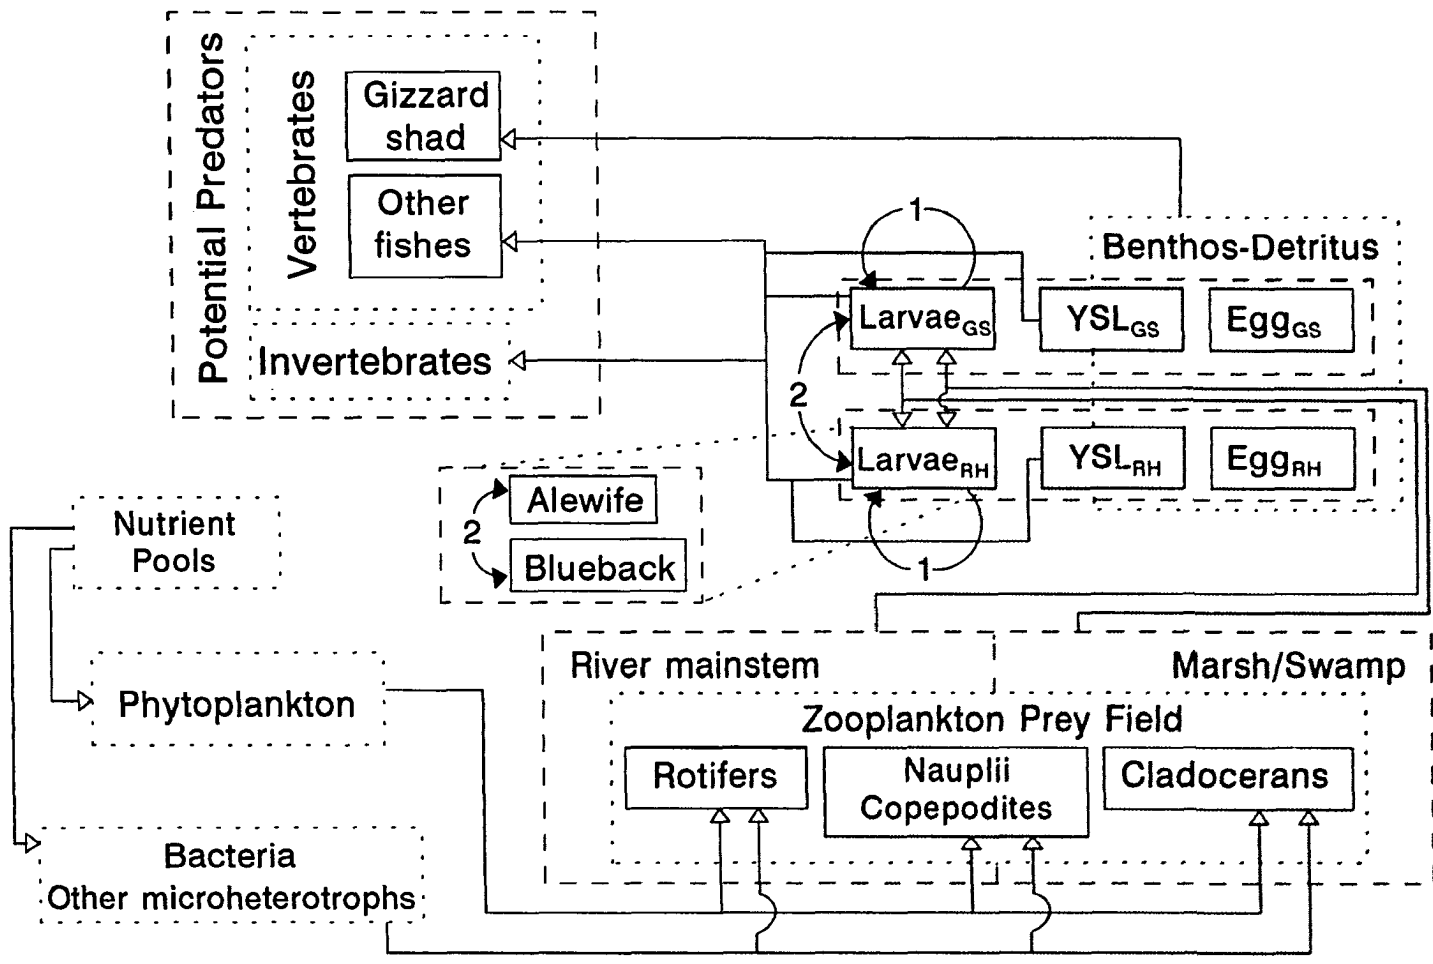 Potential Predators
Vertebrates
Gizzard
shad
Other
fishes
Invertebrates
1
Benthos-Detritus
LarvaeGS
YSLGS
EggGS
2
LarvaeRH
YSLRH
EggRH
1
Alewife
2
Blueback
Nutrient
Pools
Phytoplankton
Bacteria
Other microheterotrophs
River mainstem
Marsh/Swamp
Zooplankton Prey Field
Rotifers
Nauplii
Copepodites
Cladocerans